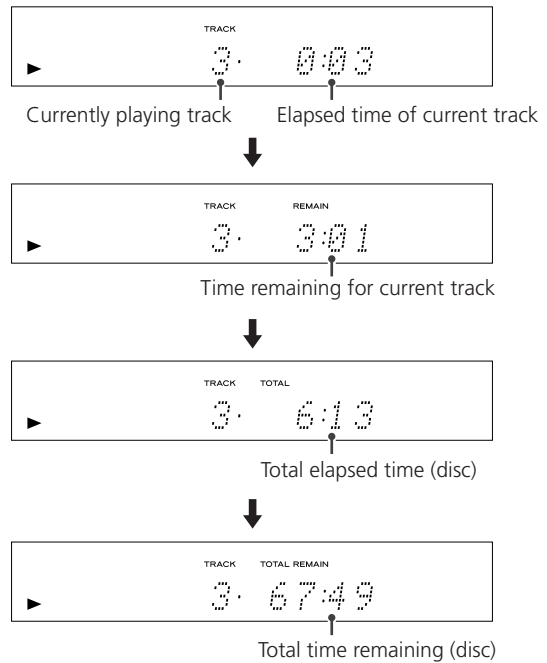 TRACK
3. 0:03
Currently playing track Elapsed time of current track
TRACK REMAIN
3. 3:01
Time remaining for current track
TRACK TOTAL
3. 6:13
Total elapsed time (disc)
TRACK TOTAL REMAIN
3. 67:49
Total time remaining (disc)